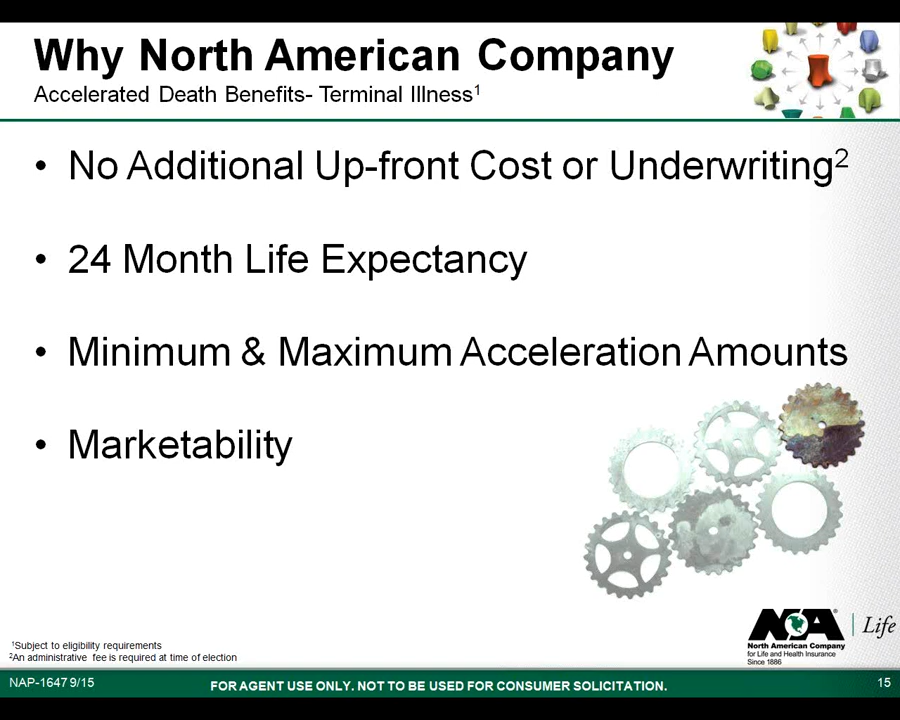 Why North American Company
Accelerated Death Benefits- Terminal Illness¹
• No Additional Up-front Cost or Underwriting²
• 24 Month Life Expectancy
• Minimum & Maximum Acceleration Amounts
• Marketability
¹Subject to eligibility requirements
²An administrative fee is required at time of election
NAA® | Life
North American Company
for Life and Health Insurance
Since 1886
NAP-1647 9/15
FOR AGENT USE ONLY. NOT TO BE USED FOR CONSUMER SOLICITATION.
15